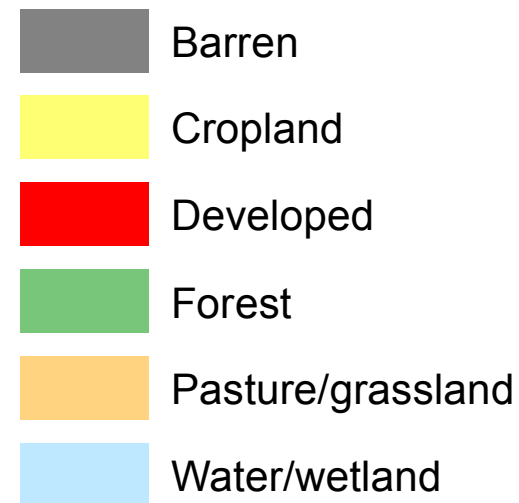 Barren
Cropland
Developed
Forest
Pasture/grassland
Water/wetland